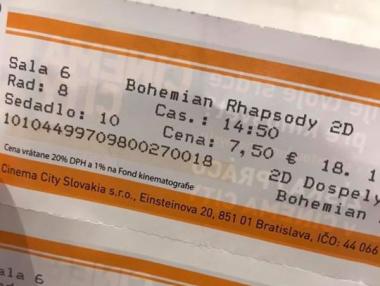 Sala 6 Bohemian Rhapsody 2D
Rad: 8 Cas.: 14:50
Sedadlo: 10 Cena: 7,50 € 18. 1
10104499709800270018 2D Dospely
Bohemian
Cena vrátane 20% DPH a 1% na Fond kinematografie
Cinema City Slovakia s.r.o., Einsteinova 20, 851 01 Bratislava, IČO: 44 066
Sala 6